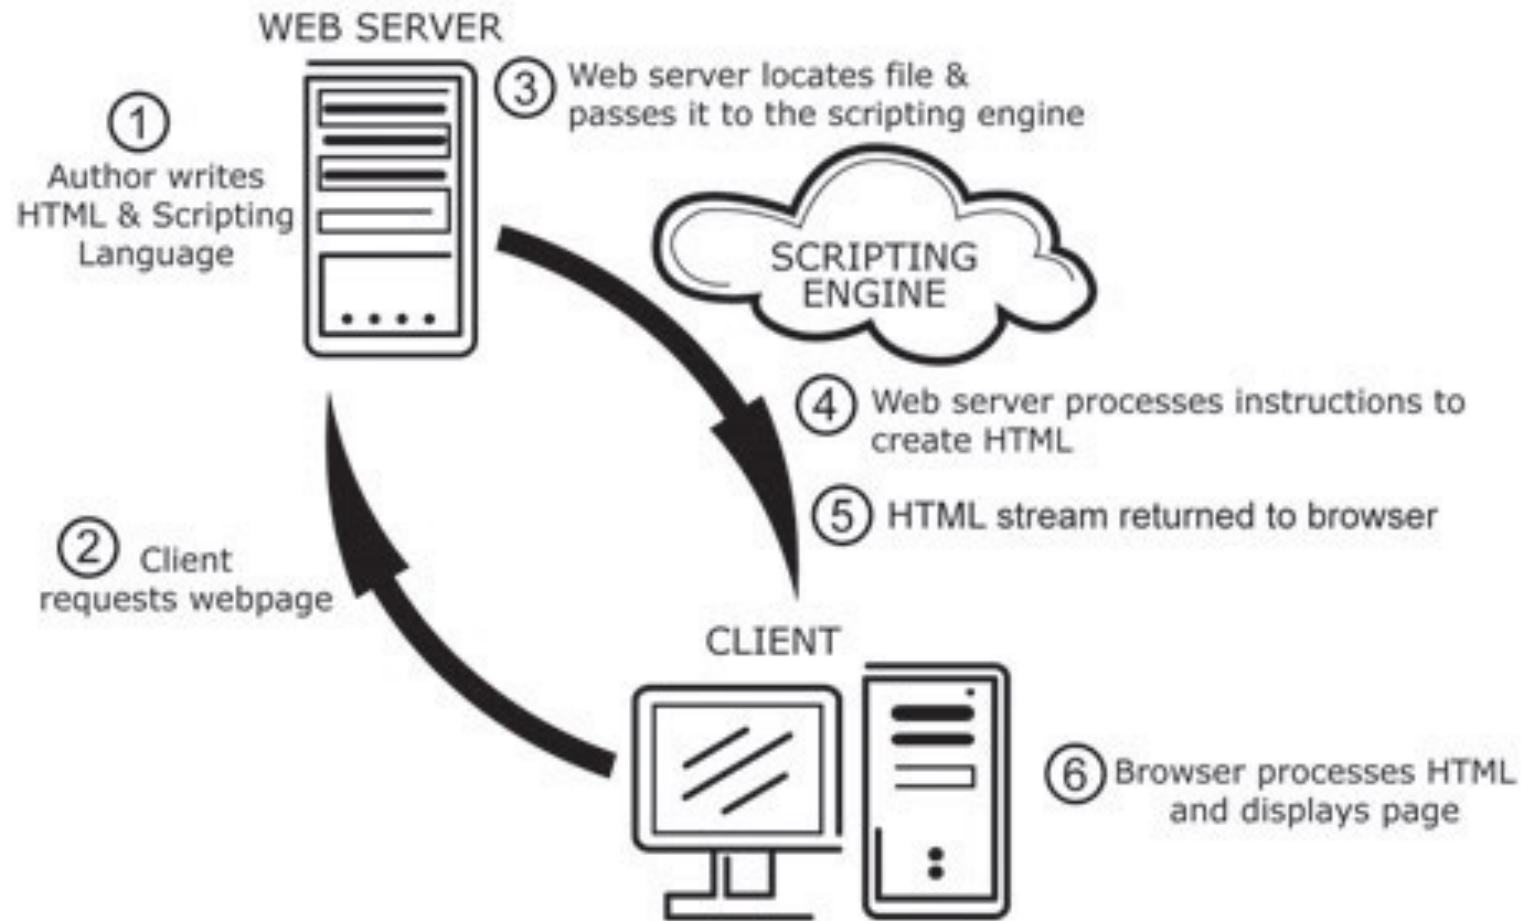 WEB SERVER
1
Author writes
HTML & Scripting
Language
3
Web server locates file &
passes it to the scripting engine
SCRIPTING
ENGINE
4
Web server processes instructions to
create HTML
5
HTML stream returned to browser
2
Client
requests webpage
CLIENT
6
Browser processes HTML
and displays page